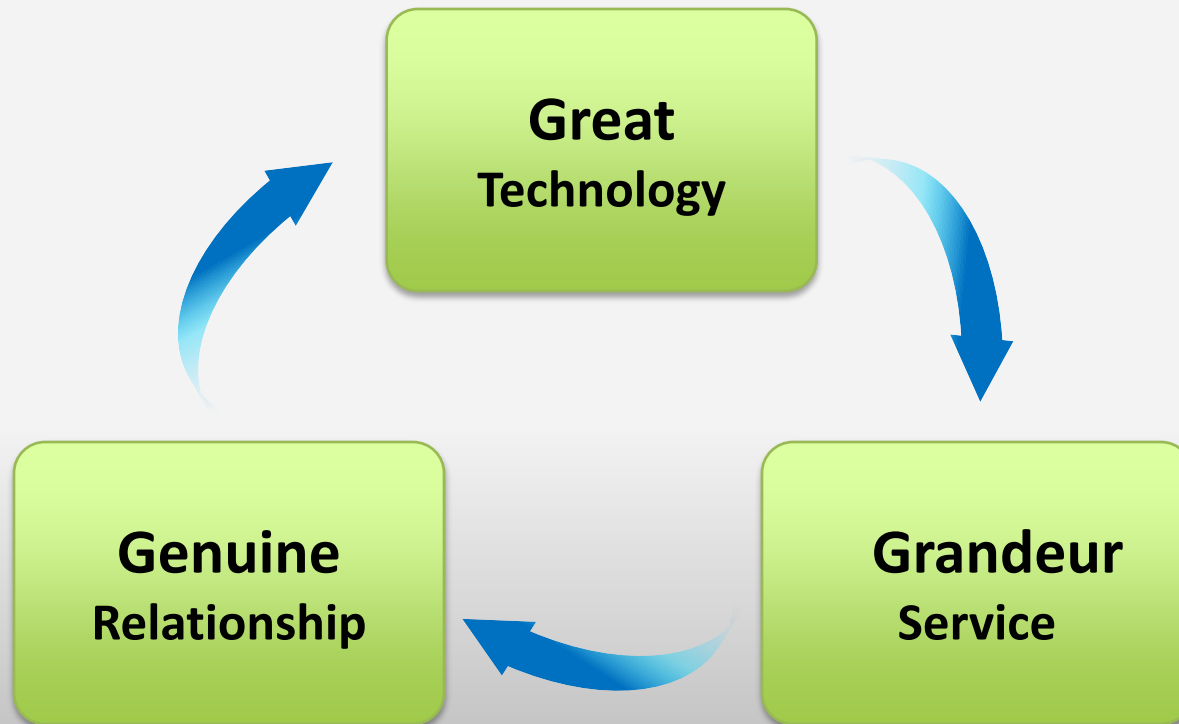 Great
Technology
Genuine
Relationship
Grandeur
Service